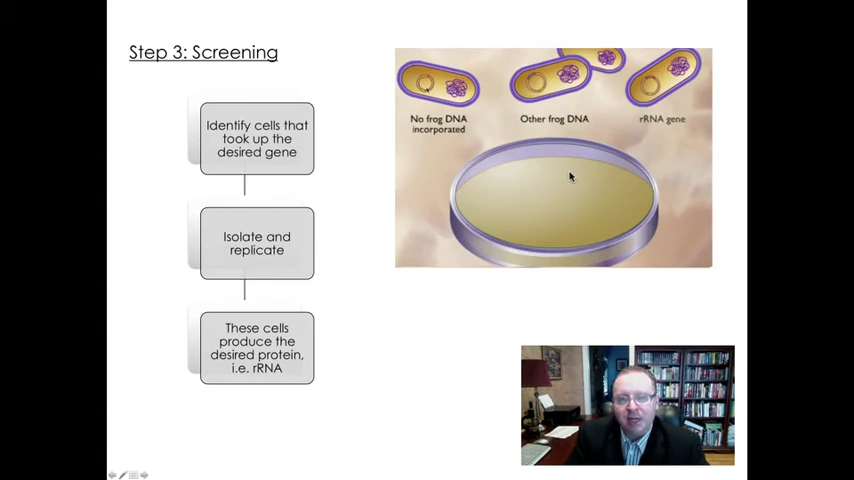 Step 3: Screening
Identify cells that
took up the
desired gene
Isolate and
replicate
These cells
produce the
desired protein,
i.e. rRNA
No frog DNA
incorporated
Other frog DNA
rRNA gene